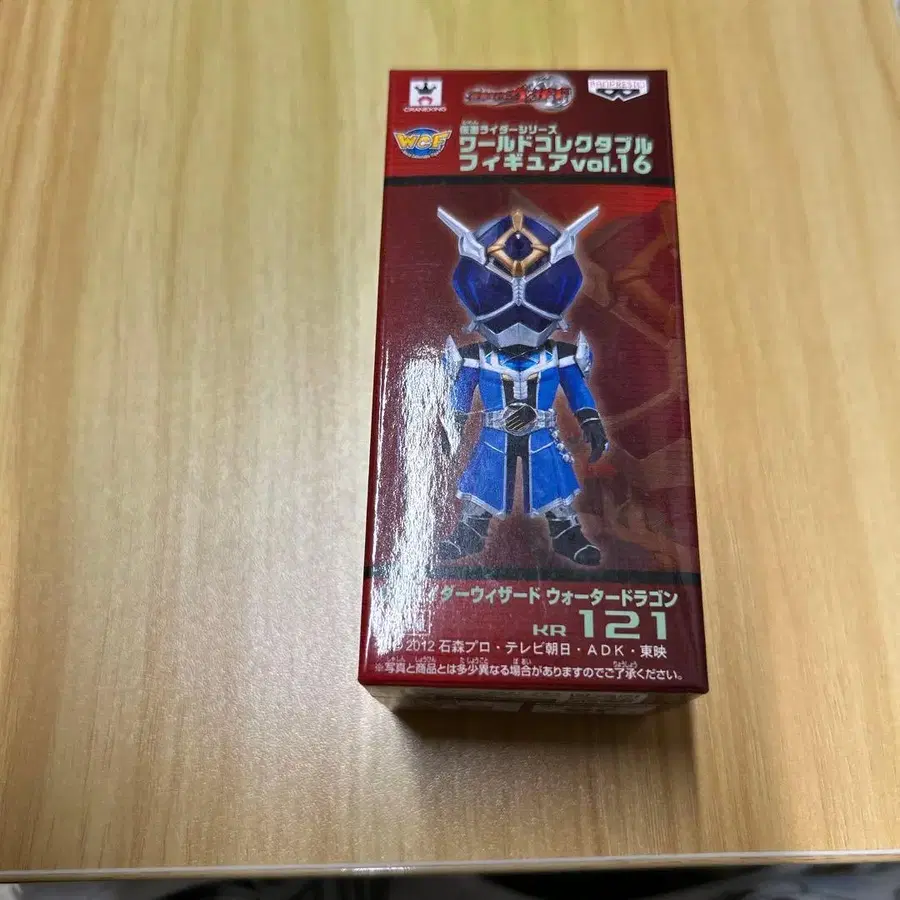 CRANEKING
BANPRESTO
WCF
仮面ライダーシリーズ
ワールドコレクタブル
フィギュアvol.16
ダーウィザード ウォータードラゴン
KR 121
© 2012 石森プロ・テレビ朝日・ADK・東映
※写真と商品とは多少異なる場合がありますのでご了承ください。